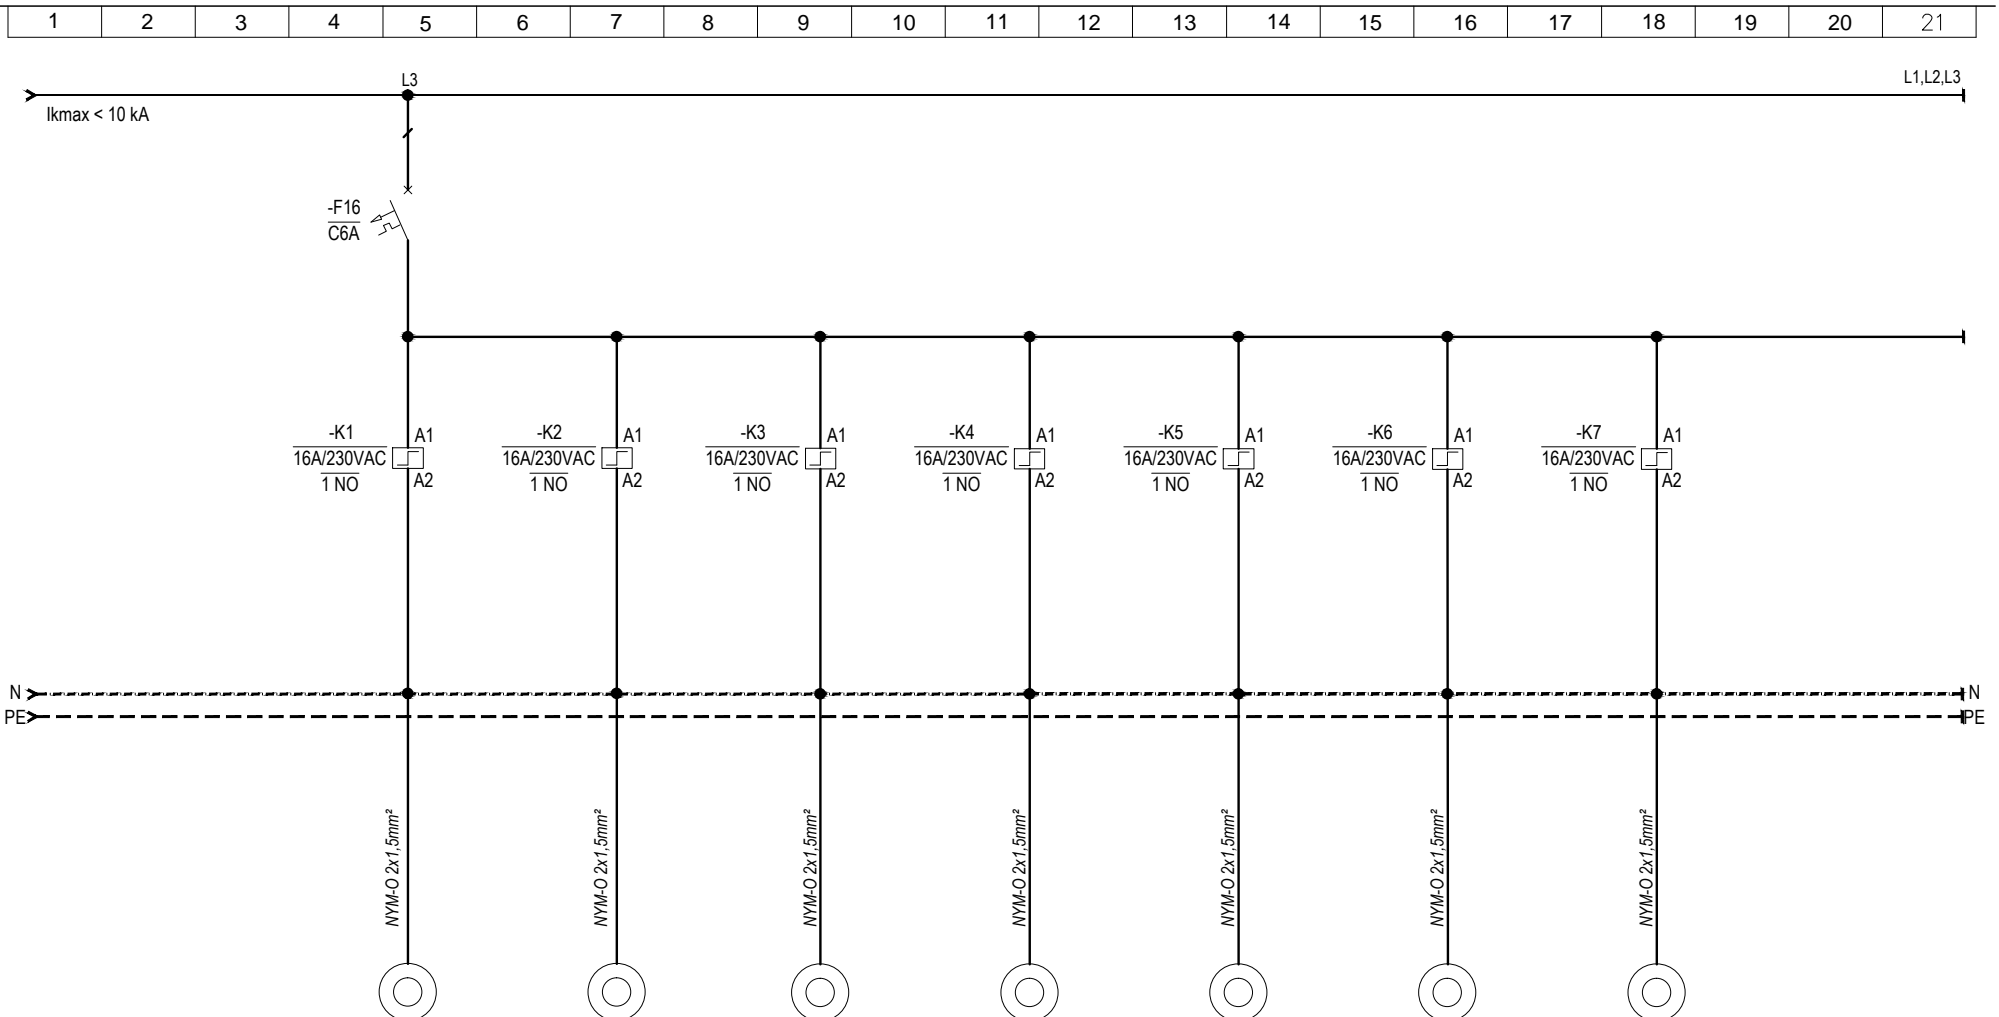 1 2 3 4 5 6 7 8 9 10 11 12 13 14 15 16 17 18 19 20 21
L3
L1,L2,L3
Ikmax < 10 kA
-F16
C6A
-K1 A1 -K2 A1 -K3 A1 -K4 A1 -K5 A1 -K6 A1 -K7 A1
16A/230VAC 16A/230VAC 16A/230VAC 16A/230VAC 16A/230VAC 16A/230VAC 16A/230VAC
1 NO A2 1 NO A2 1 NO A2 1 NO A2 1 NO A2 1 NO A2 1 NO A2
N N
PE PE
NYM-O 2x1,5mm²
NYM-O 2x1,5mm²
NYM-O 2x1,5mm²
NYM-O 2x1,5mm²
NYM-O 2x1,5mm²
NYM-O 2x1,5mm²
NYM-O 2x1,5mm²